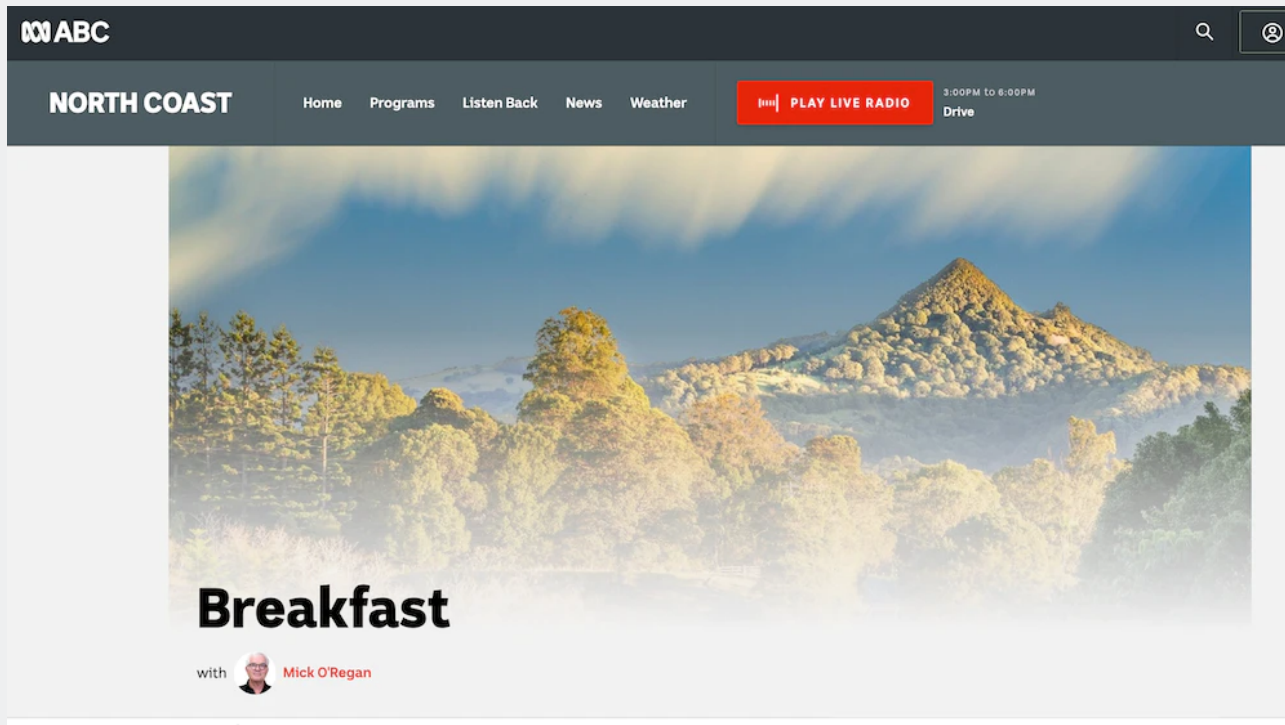 ABC
NORTH COAST
Home Programs Listen Back News Weather
PLAY LIVE RADIO
3:00PM to 6:00PM
Drive
Breakfast
with Mick O'Regan